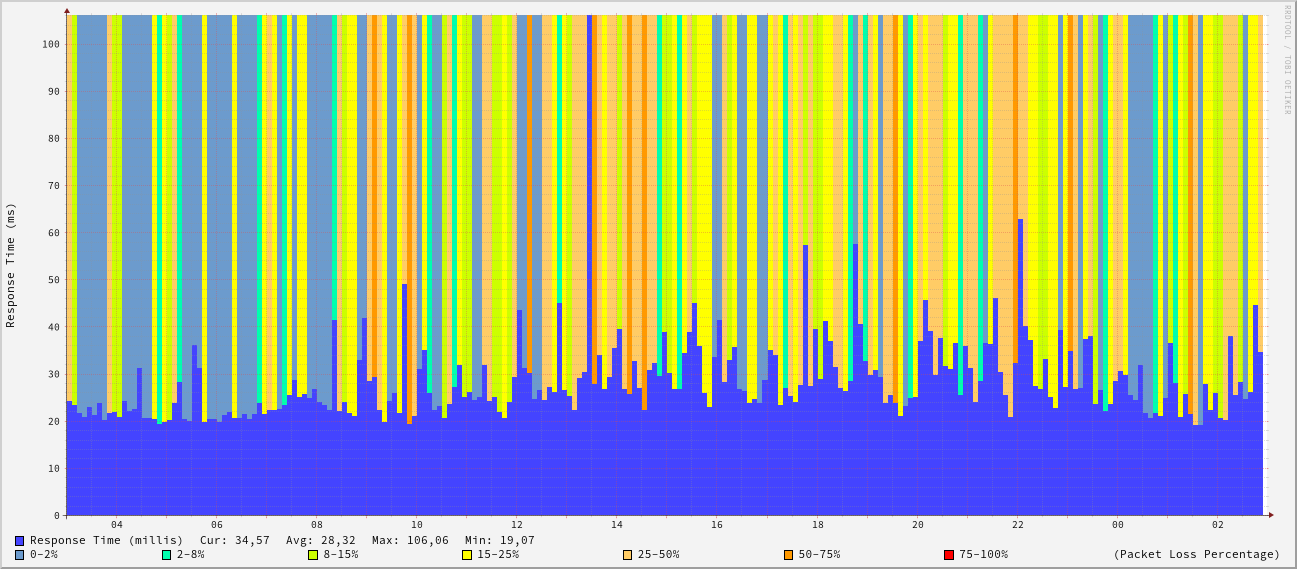 RRDTOOL / TOBI OETIKER
Response Time (ms)
100
90
80
70
60
50
40
30
20
10
0
04 06 08 10 12 14 16 18 20 22 00 02
Response Time (millis) Cur: 34,57 Avg: 28,32 Max: 106,06 Min: 19,07
0-2% 2-8% 8-15% 15-25% 25-50% 50-75% 75-100% (Packet Loss Percentage)